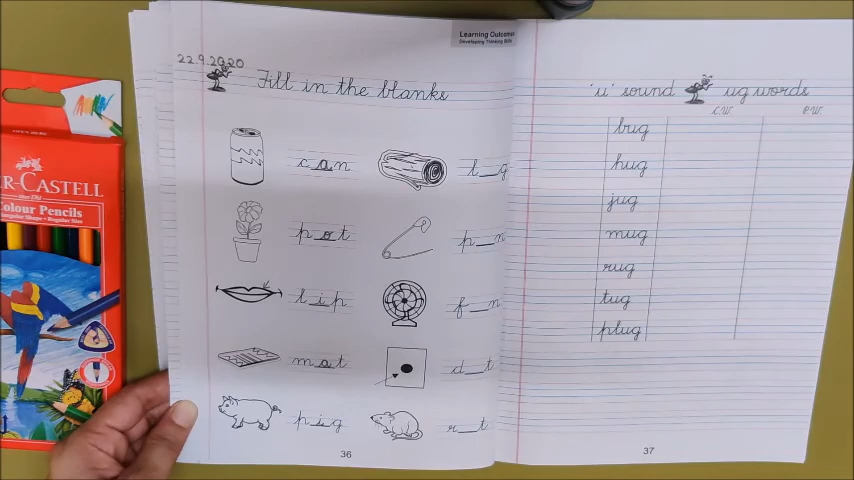 Learning Outcome
Developing Thinking Skills
22.9.2020
Fill in the blanks
can
l_g
pot
p_n
lip
f_n
mat
d_t
pig
r_t
36
'u' sound ug words
c.w.
bug
hug
jug
mug
rug
tug
plug
37
R-CASTELL
Colour Pencils